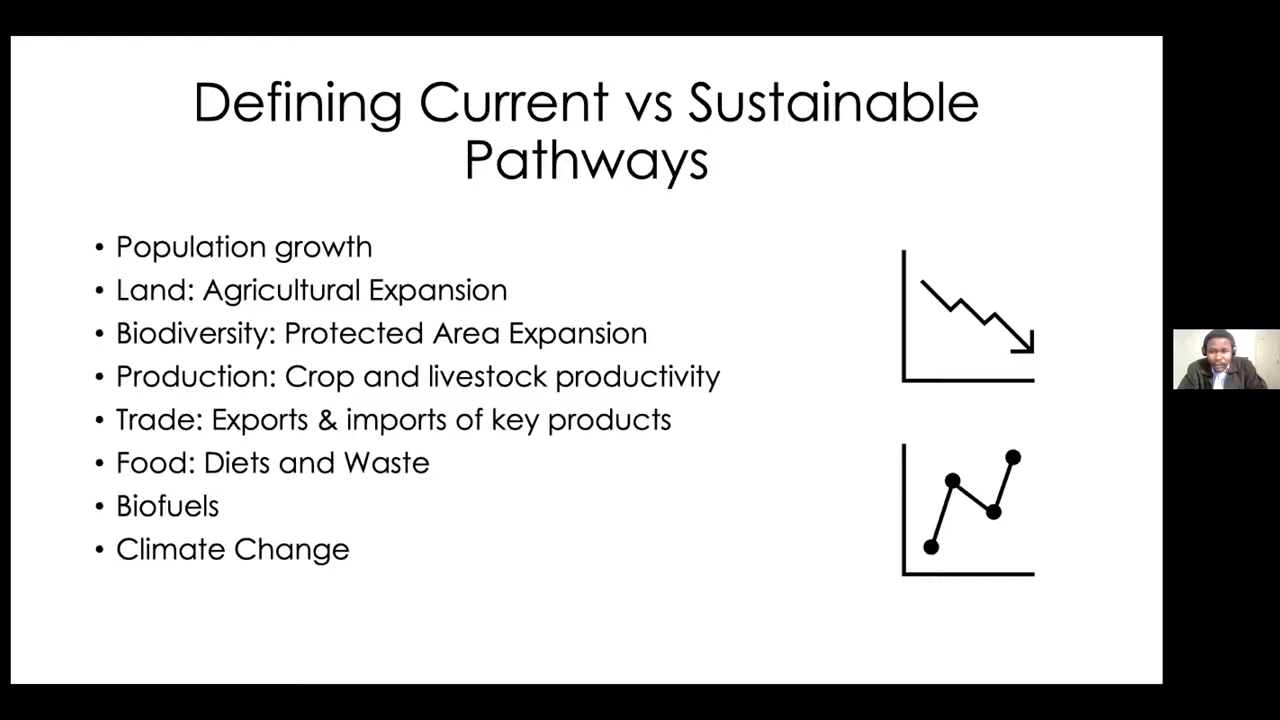 Defining Current vs Sustainable
Pathways
• Population growth
• Land: Agricultural Expansion
• Biodiversity: Protected Area Expansion
• Production: Crop and livestock productivity
• Trade: Exports & imports of key products
• Food: Diets and Waste
• Biofuels
• Climate Change